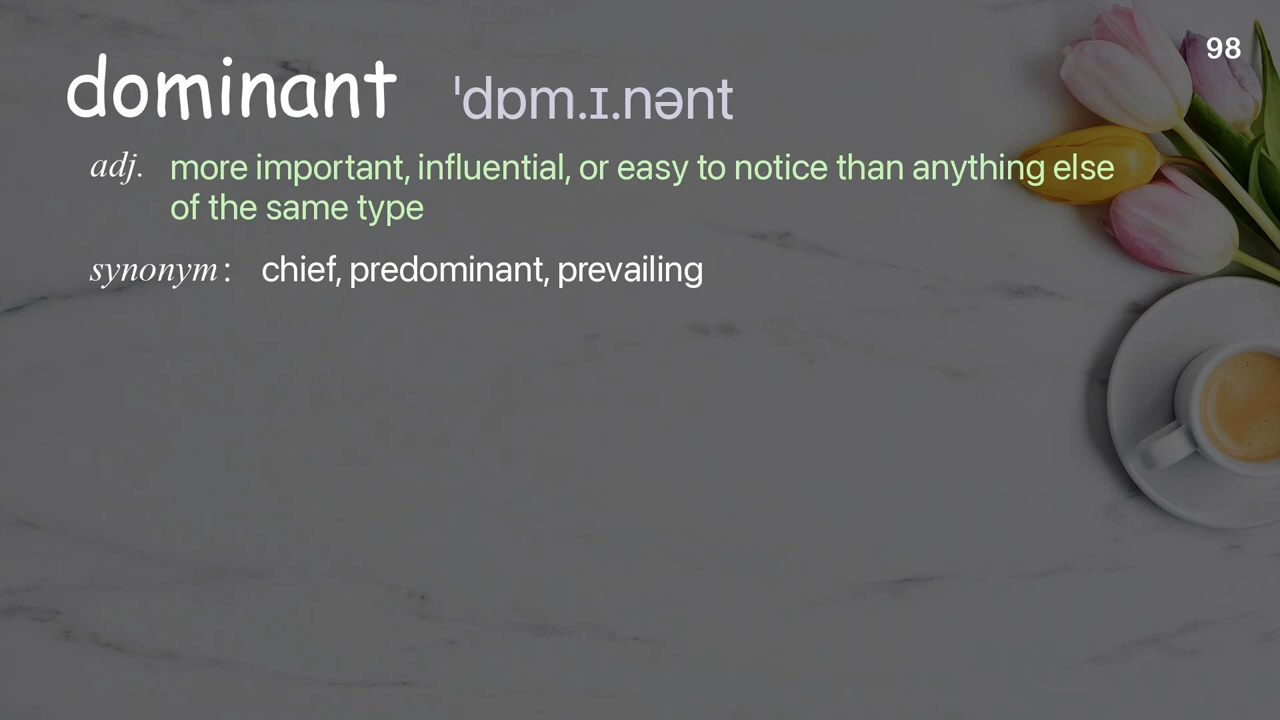 98
dominant ˈdɒm.ɪ.nənt
adj. more important, influential, or easy to notice than anything else
of the same type
synonym: chief, predominant, prevailing